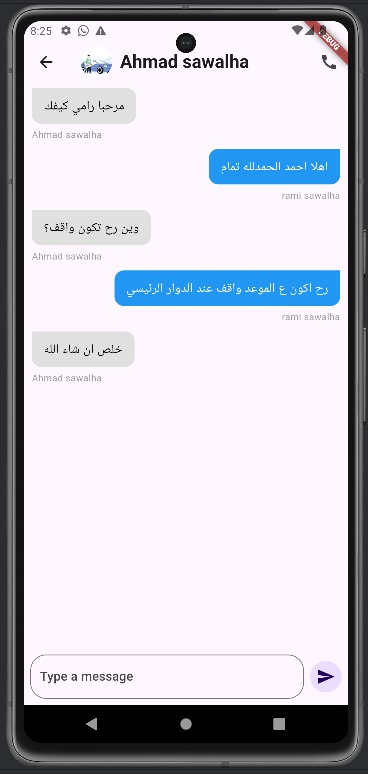 8:25
DEBUG
Ahmad sawalha
مرحبا رامي كيفك
Ahmad sawalha
اهلا احمد الحمدلله تمام
rami sawalha
وين رح تكون واقف؟
Ahmad sawalha
رح اكون ع الموعد واقف عند الدوار الرئيسي
rami sawalha
خلص ان شاء الله
Ahmad sawalha
Type a message